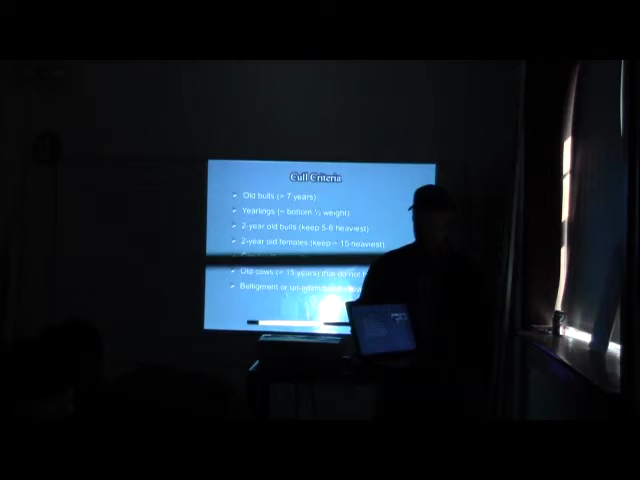 Cull Criteria
Old bulls (> 7 years)
Yearlings (~ bottom ½ weight)
2-year old bulls (keep 5-6 heaviest)
2-year old females (keep ~ 15 heaviest)
Old cows (> 15 years) that do not
Belligerent or